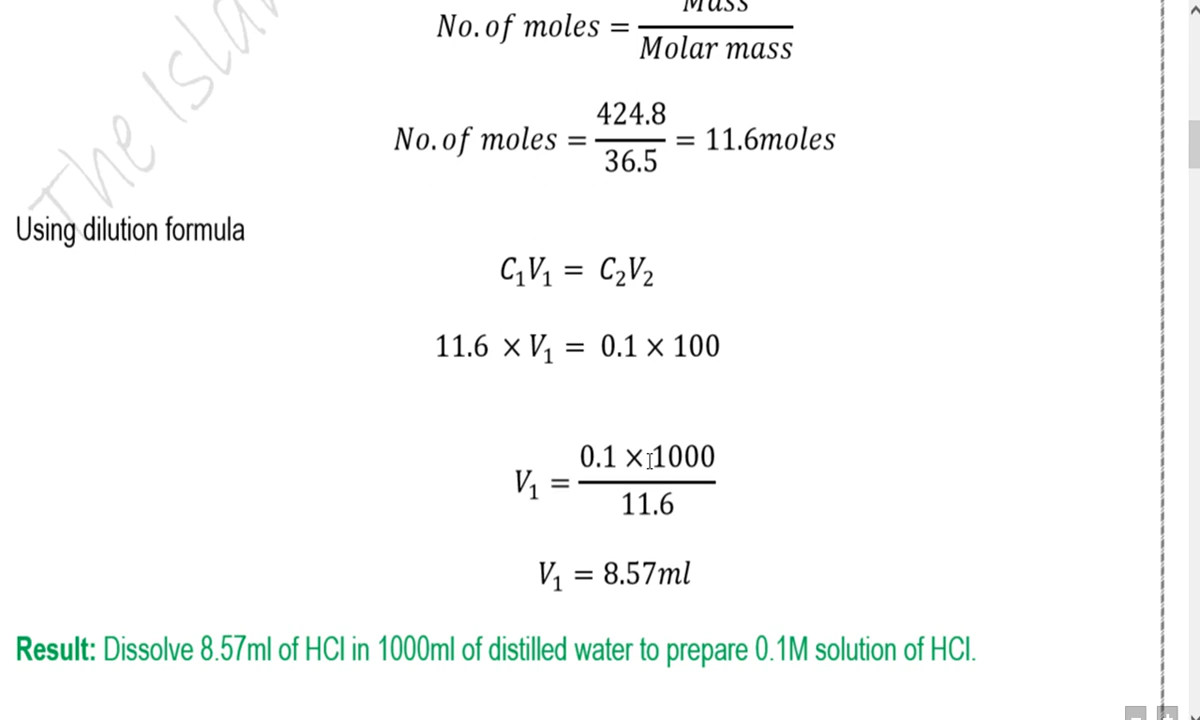 Mass
No. of moles = ――――
Molar mass
424.8
No. of moles = ―――― = 11.6moles
36.5
The Isla
Using dilution formula
C₁V₁ = C₂V₂
11.6 × V₁ = 0.1 × 100
0.1 × 1000
V₁ = ――――
11.6
V₁ = 8.57ml
Result: Dissolve 8.57ml of HCl in 1000ml of distilled water to prepare 0.1M solution of HCl.